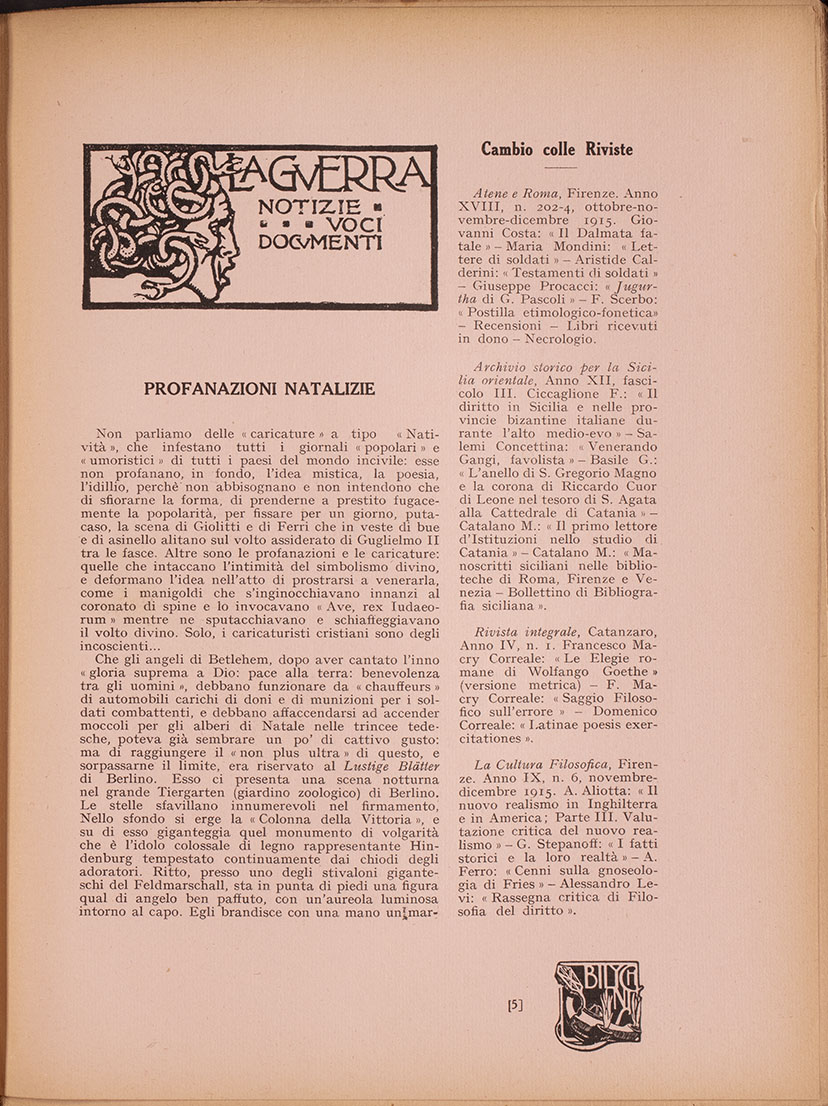 LA GVERRA
NOTIZIE
VOCI
DOCVMENTI
PROFANAZIONI NATALIZIE
Non parliamo delle « caricature » a tipo « Nati-
vità », che infestano tutti i giornali « popolari » e
« umoristici » di tutti i paesi del mondo incivile: esse
non profanano, in fondo, l'idea mistica, la poesia,
l'idillio, perchè non abbisognano e non intendono che
di sfiorarne la forma, di prenderne a prestito fugace-
mente la popolarità, per fissare per un giorno, puta-
caso, la scena di Giolitti e di Ferri che in veste di bue
e di asinello alitano sul volto assiderato di Guglielmo II
tra le fasce. Altre sono le profanazioni e le caricature:
quelle che intaccano l'intimità del simbolismo divino,
e deformano l'idea nell'atto di prostrarsi a venerarla,
come i manigoldi che s'inginocchiavano innanzi al
coronato di spine e lo invocavano « Ave, rex Iudaeo-
rum » mentre ne sputacchiavano e schiaffeggiavano
il volto divino. Solo, i caricaturisti cristiani sono degli
incoscienti...
Che gli angeli di Betlehem, dopo aver cantato l'inno
« gloria suprema a Dio: pace alla terra: benevolenza
tra gli uomini », debbano funzionare da « chauffeurs »
di automobili carichi di doni e di munizioni per i sol-
dati combattenti, e debbano affaccendarsi ad accender
moccoli per gli alberi di Natale nelle trincee tede-
sche, poteva già sembrare un po' di cattivo gusto:
ma di raggiungere il « non plus ultra » di questo, e
sorpassarne il limite, era riservato al Lustige Blätter
di Berlino. Esso ci presenta una scena notturna
nel grande Tiergarten (giardino zoologico) di Berlino.
Le stelle sfavillano innumerevoli nel firmamento,
Nello sfondo si erge la « Colonna della Vittoria », e
su di esso giganteggia quel monumento di volgarità
che è l'idolo colossale di legno rappresentante Hin-
denburg tempestato continuamente dai chiodi degli
adoratori. Ritto, presso uno degli stivaloni gigante-
schi del Feldmarschall, sta in punta di piedi una figura
qual di angelo ben paffuto, con un'aureola luminosa
intorno al capo. Egli brandisce con una mano un mar-
Cambio colle Riviste
Atene e Roma, Firenze. Anno
XVIII, n. 202-4, ottobre-no-
vembre-dicembre 1915. Gio-
vanni Costa: « Il Dalmata fa-
tale » – Maria Mondini: « Let-
tere di soldati » – Aristide Cal-
derini: « Testamenti di soldati »
– Giuseppe Procacci: « Jugur-
tha di G. Pascoli » – F. Scerbo:
« Postilla etimologico-fonetica»
– Recensioni – Libri ricevuti
in dono – Necrologio.
Archivio storico per la Sici-
lia orientale, Anno XII, fasci-
colo III. Ciccaglione F.: « Il
diritto in Sicilia e nelle pro-
vincie bizantine italiane du-
rante l'alto medio-evo » – Sa-
lemi Concettina: « Venerando
Gangi, favolista » – Basile G.:
« L'anello di S. Gregorio Magno
e la corona di Riccardo Cuor
di Leone nel tesoro di S. Agata
alla Cattedrale di Catania » –
Catalano M.: « Il primo lettore
d'Istituzioni nello studio di
Catania » – Catalano M.: « Ma-
noscritti siciliani nelle biblio-
teche di Roma, Firenze e Ve-
nezia – Bollettino di Bibliogra-
fia siciliana ».
Rivista integrale, Catanzaro,
Anno IV, n. 1. Francesco Ma-
cry Correale: « Le Elegie ro-
mane di Wolfango Goethe »
(versione metrica) – F. Ma-
cry Correale: « Saggio Filoso-
fico sull'errore » – Domenico
Correale: « Latinae poesis exer-
citationes ».
La Cultura Filosofica, Firen-
ze. Anno IX, n. 6, novembre-
dicembre 1915. A. Aliotta: « Il
nuovo realismo in Inghilterra
e in America; Parte III. Valu-
tazione critica del nuovo rea-
lismo » – G. Stepanoff: « I fatti
storici e la loro realtà » – A.
Ferro: « Cenni sulla gnoseolo-
gia di Fries » – Alessandro Le-
vi: « Rassegna critica di Filo-
sofia del diritto ».
[5]
BILYCHNIS